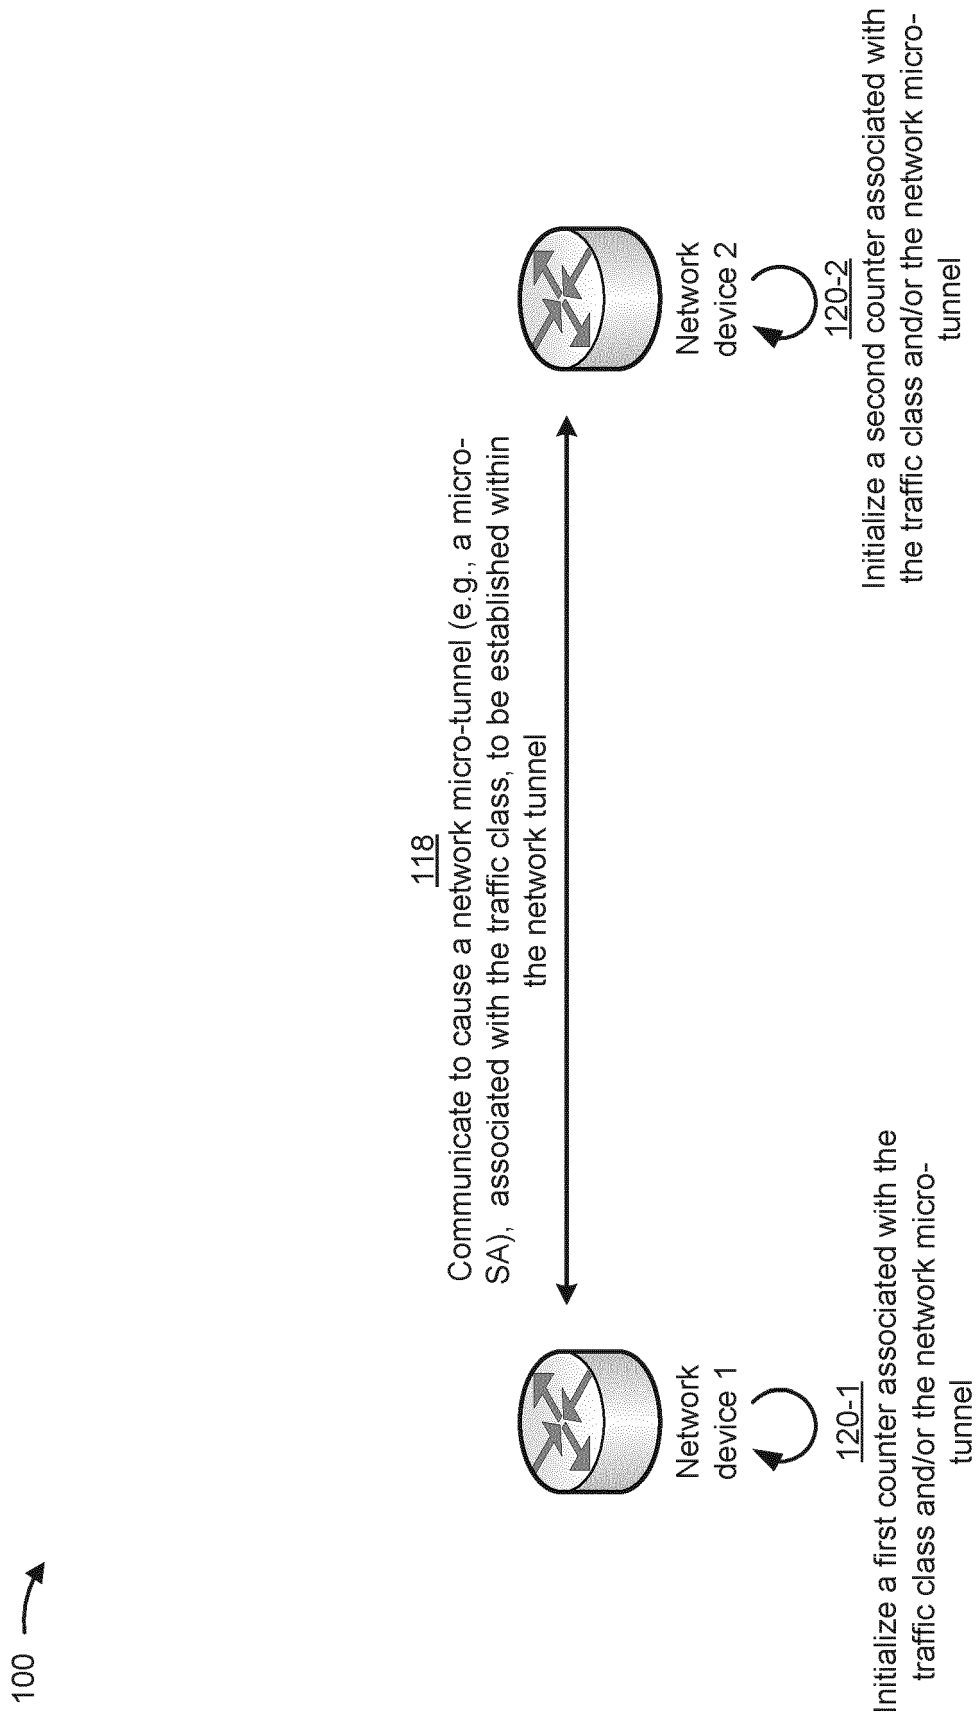 100
118
Communicate to cause a network micro-tunnel (e.g., a micro-
SA), associated with the traffic class, to be established within
the network tunnel
Network
device 1
Network
device 2
120-1
Initialize a first counter associated with the
traffic class and/or the network micro-
tunnel
120-2
Initialize a second counter associated with
the traffic class and/or the network micro-
tunnel